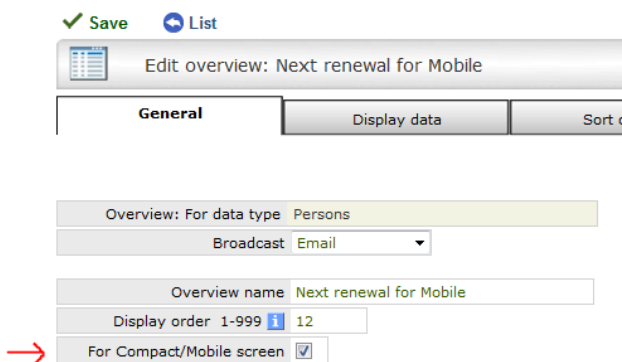 Save List
Edit overview: Next renewal for Mobile
General Display data Sort
Overview: For data type Persons
Broadcast Email
Overview name Next renewal for Mobile
Display order 1-999 i 12
For Compact/Mobile screen